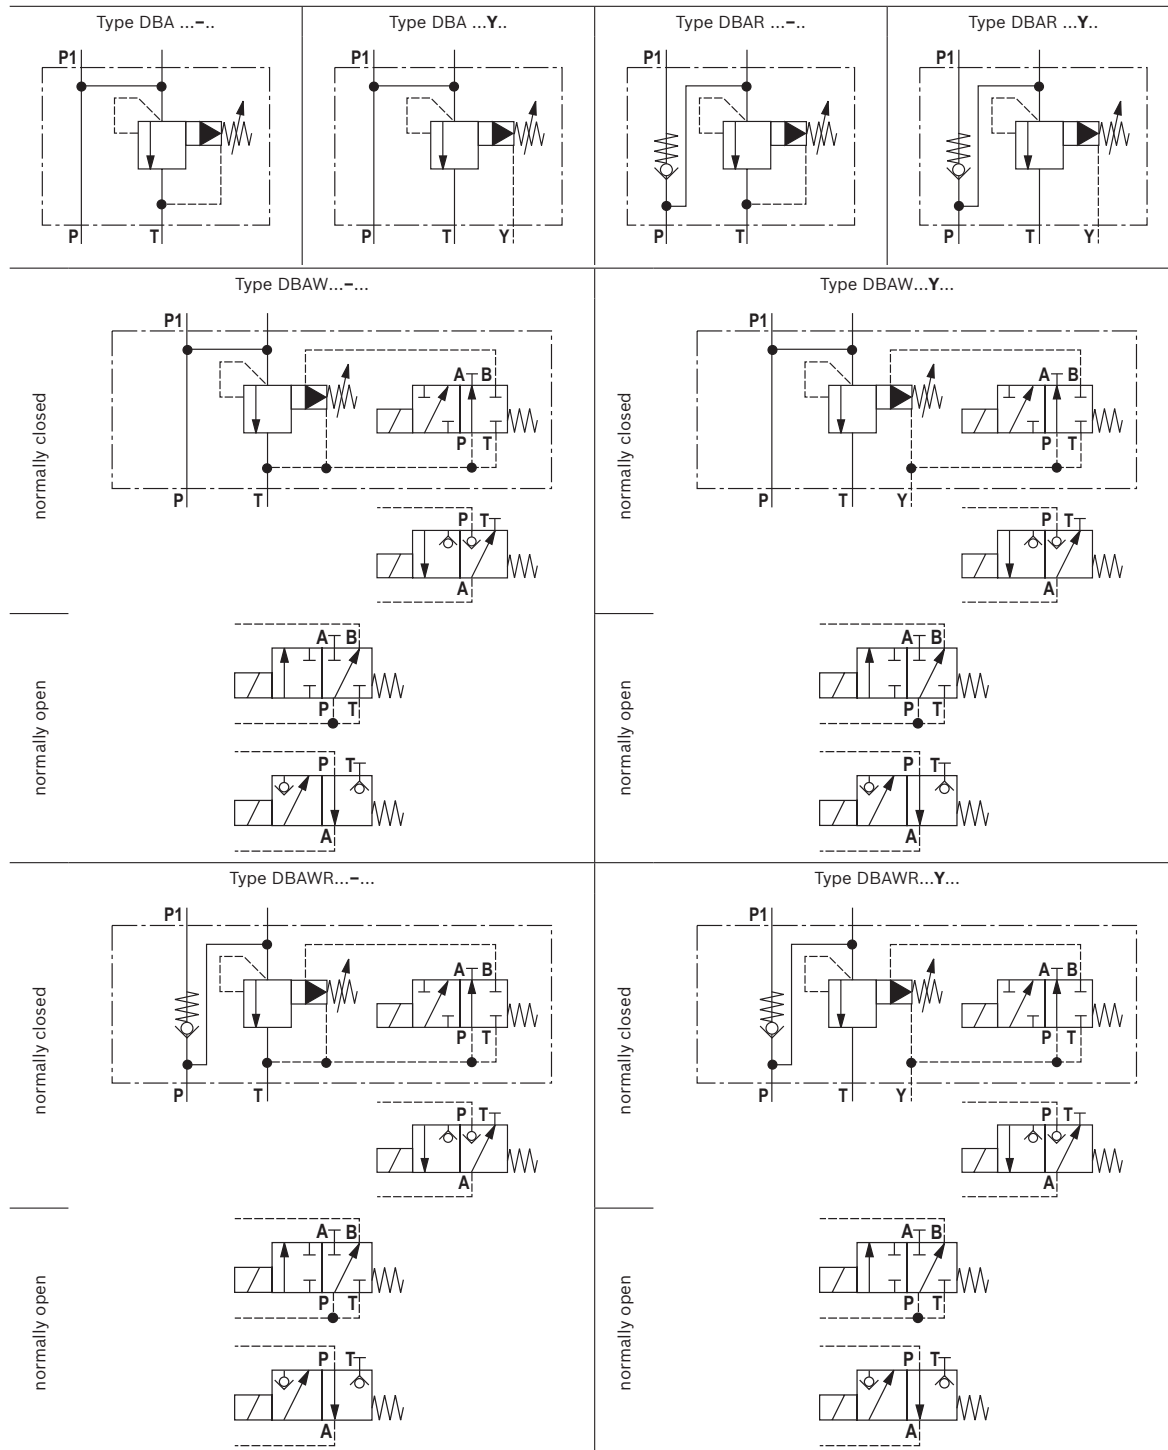 Type DBA ...–..
Type DBA ...Y..
Type DBAR ...–..
Type DBAR ...Y..
P1
P1
P1
P1
P T
P T Y
P T
P T Y
Type DBAW...–...
Type DBAW...Y...
normally closed
P1
A B
P T
P T
P T
A
normally closed
P1
A B
P T
P T Y
P T
A
normally open
A B
P T
P T
A
normally open
A B
P T
P T
A
Type DBAWR...–...
Type DBAWR...Y...
normally closed
P1
A B
P T
P T
P T
A
normally closed
P1
A B
P T
P T Y
P T
A
normally open
A B
P T
P T
A
normally open
A B
P T
P T
A